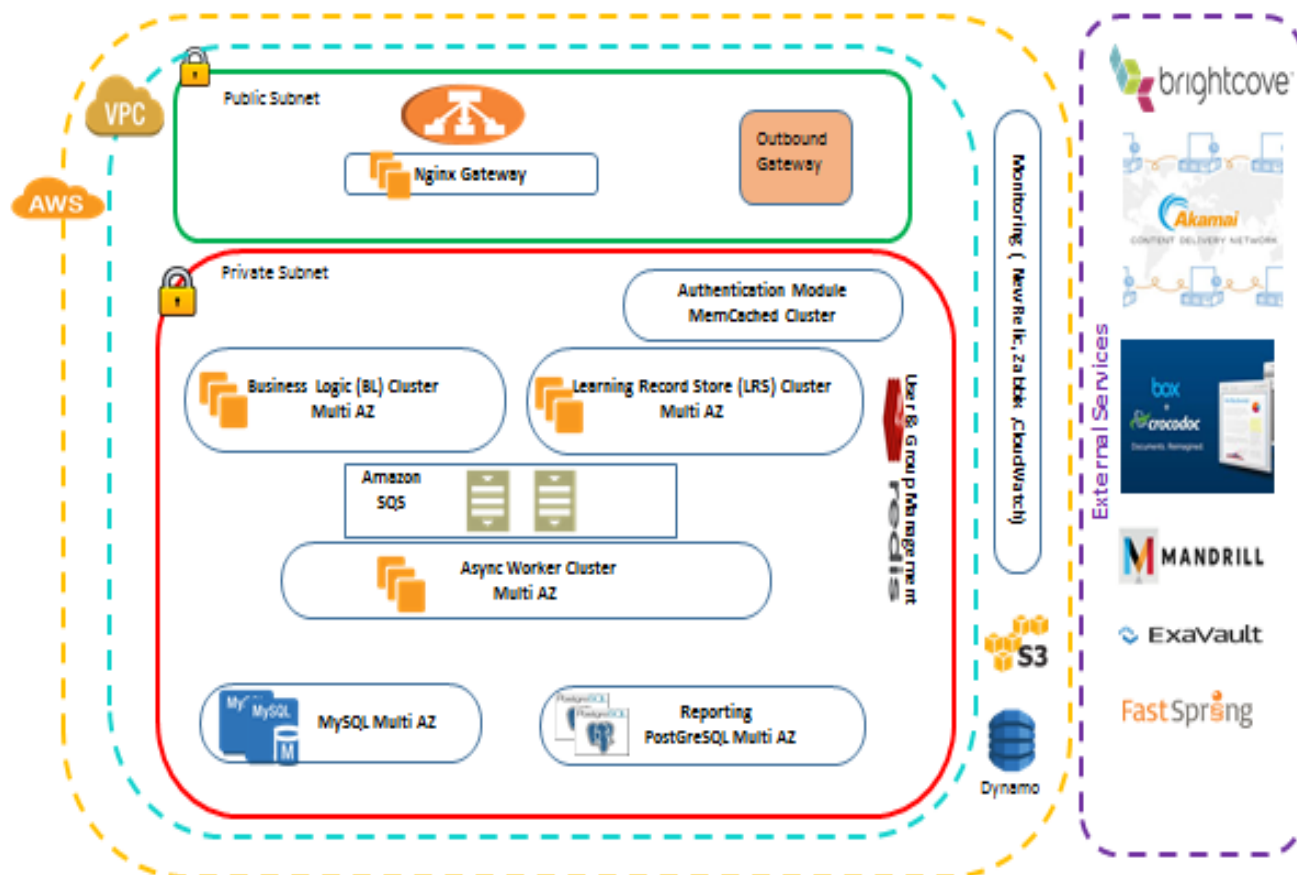 AWS
VPC
Public Subnet
Nginx Gateway
Outbound
Gateway
Private Subnet
Authentication Module
MemCached Cluster
Business Logic (BL) Cluster
Multi AZ
Learning Record Store (LRS) Cluster
Multi AZ
User & Group Management
redis
Amazon
SQS
Async Worker Cluster
Multi AZ
MySQL
M
MySQL Multi AZ
PostgreSQL
Reporting
PostGreSQL Multi AZ
Monitoring ( NewRelic, Zabbix ,CloudWatch)
S3
Dynamo
External Services
brightcove
Akamai
CONTENT DELIVERY NETWORK
box
+
crocodoc
Documents. Reimagined.
MANDRILL
ExaVault
FastSpring